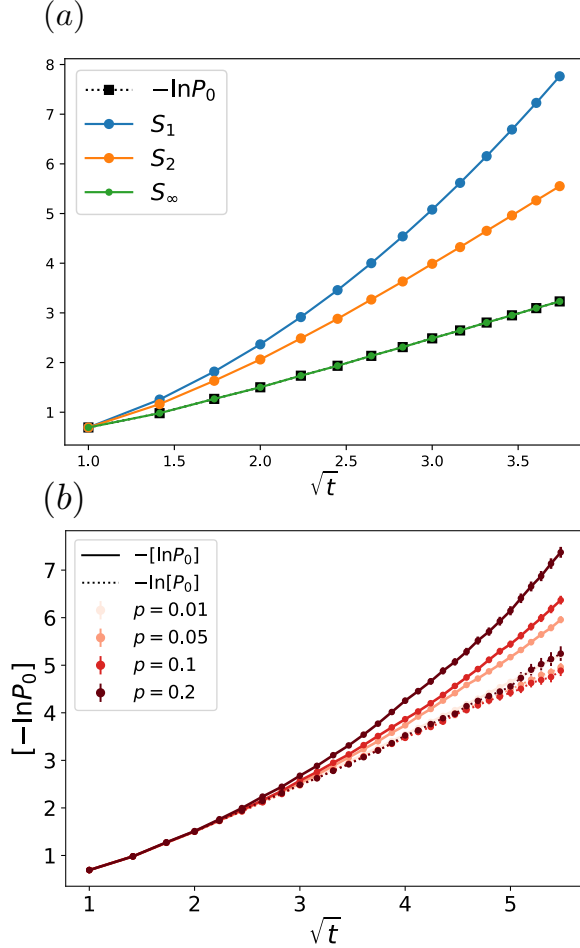 (a)
8
7
6
5
4
3
2
1
−lnP₀
S₁
S₂
S∞
1.0 1.5 2.0 2.5 3.0 3.5
√t
(b)
[−lnP₀]
7
6
5
4
3
2
1
−[lnP₀]
−ln[P₀]
p = 0.01
p = 0.05
p = 0.1
p = 0.2
1 2 3 4 5
√t